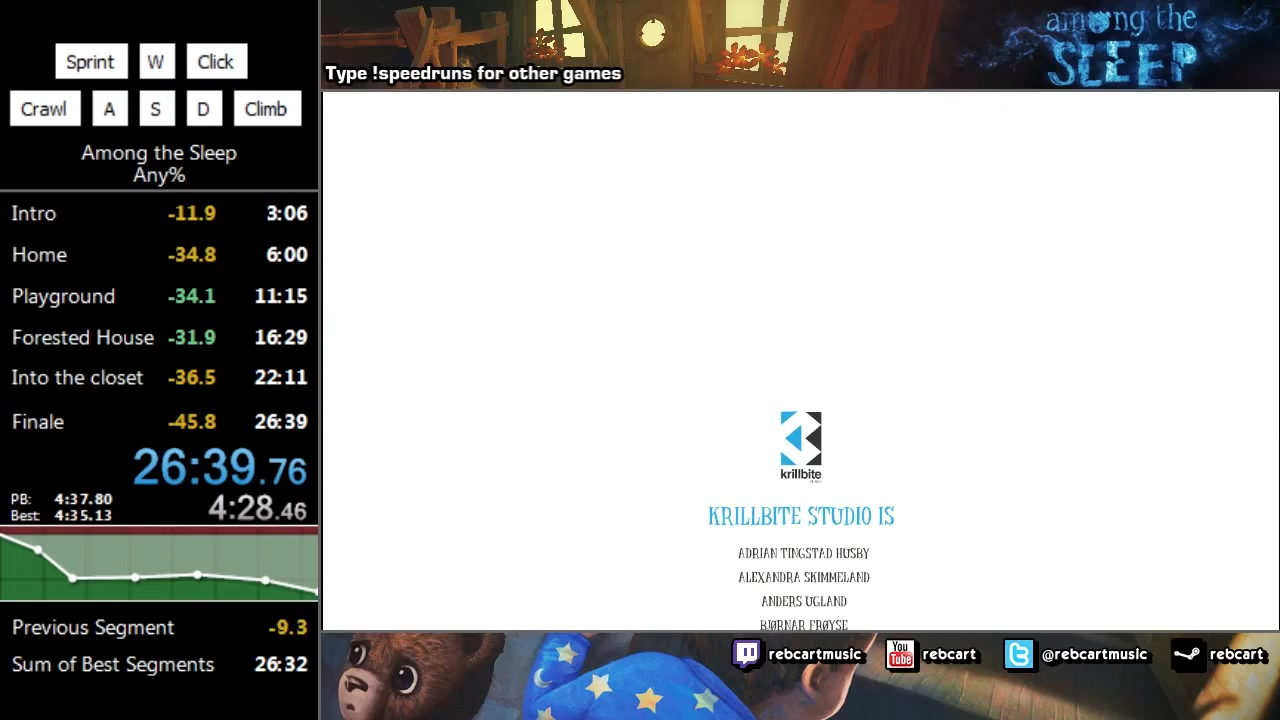 Sprint W Click
Crawl A S D Climb
Among the Sleep
Any%
Intro -11.9 3:06
Home -34.8 6:00
Playground -34.1 11:15
Forested House -31.9 16:29
Into the closet -36.5 22:11
Finale -45.8 26:39
26:39.76
PB: 4:37.80
Best: 4:35.13
4:28.46
Previous Segment -9.3
Sum of Best Segments 26:32
Type !speedruns for other games
among the
SLEEP
krillbite
KRILLBITE STUDIO IS
ADRIAN TINGSTAD HUSBY
ALEXANDRA SKIMMELAND
ANDERS UGLAND
BJØRNAR FRØYSE
rebcartmusic
You
Tube
rebcart
@rebcartmusic
rebcart